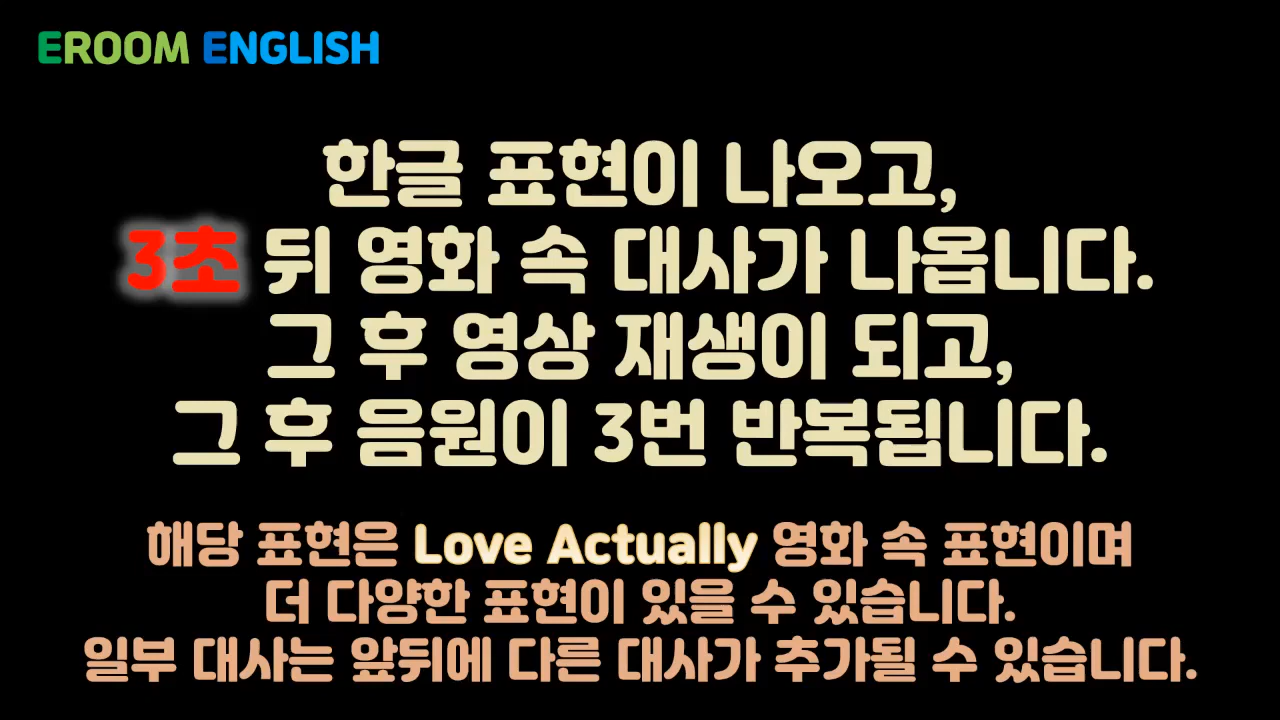 EROOM ENGLISH
한글 표현이 나오고,
3초 뒤 영화 속 대사가 나옵니다.
그 후 영상 재생이 되고,
그 후 음원이 3번 반복됩니다.
해당 표현은 Love Actually 영화 속 표현이며
더 다양한 표현이 있을 수 있습니다.
일부 대사는 앞뒤에 다른 대사가 추가될 수 있습니다.